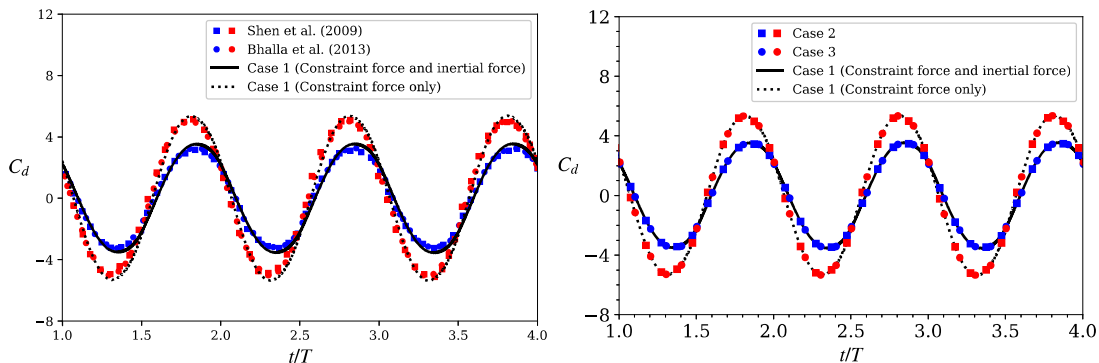 12
8
4
0
−4
−8
C_d
1.0 1.5 2.0 2.5 3.0 3.5 4.0
t/T
Shen et al. (2009)
Bhalla et al. (2013)
Case 1 (Constraint force and inertial force)
Case 1 (Constraint force only)
12
8
4
0
−4
−8
C_d
1.0 1.5 2.0 2.5 3.0 3.5 4.0
t/T
Case 2
Case 3
Case 1 (Constraint force and inertial force)
Case 1 (Constraint force only)